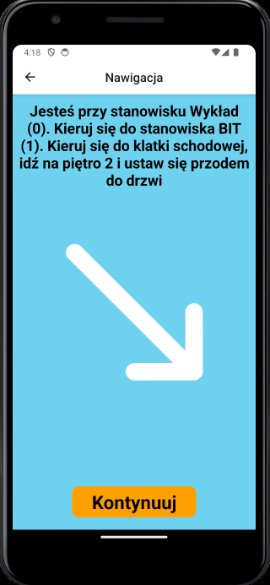 4:18
Nawigacja
Jesteś przy stanowisku Wykład
(0). Kieruj się do stanowiska BIT
(1). Kieruj się do klatki schodowej,
idź na piętro 2 i ustaw się przodem
do drzwi
Kontynuuj